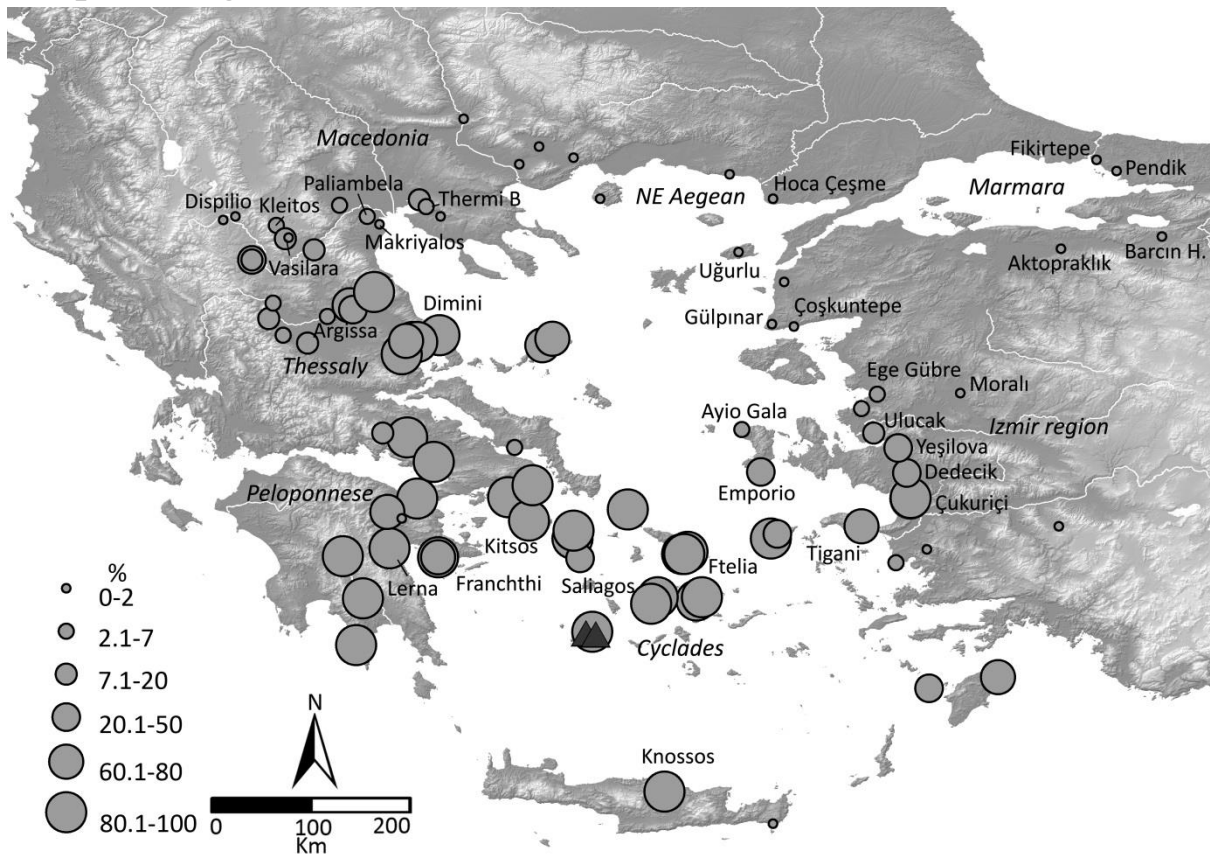 Macedonia
Fikirtepe
Pendik
Paliambela
Thermi B
NE Aegean
Hoca Çeşme
Marmara
Dispilio
Kleitos
Makriyalos
Barcın H.
Aktopraklık
Vasilara
Uğurlu
Dimini
Gülpınar
Çoşkuntepe
Argissa
Thessaly
Ege Gübre
Moralı
Ayio Gala
Ulucak
Izmir region
Yeşilova
Dedecik
Peloponnese
Emporio
Çukuriçi
Kitsos
Ftelia
Tigani
Lerna
Franchthi
Saliagos
Cyclades
%
0-2
2.1-7
7.1-20
20.1-50
60.1-80
80.1-100
N
0 100 200
Km
Knossos